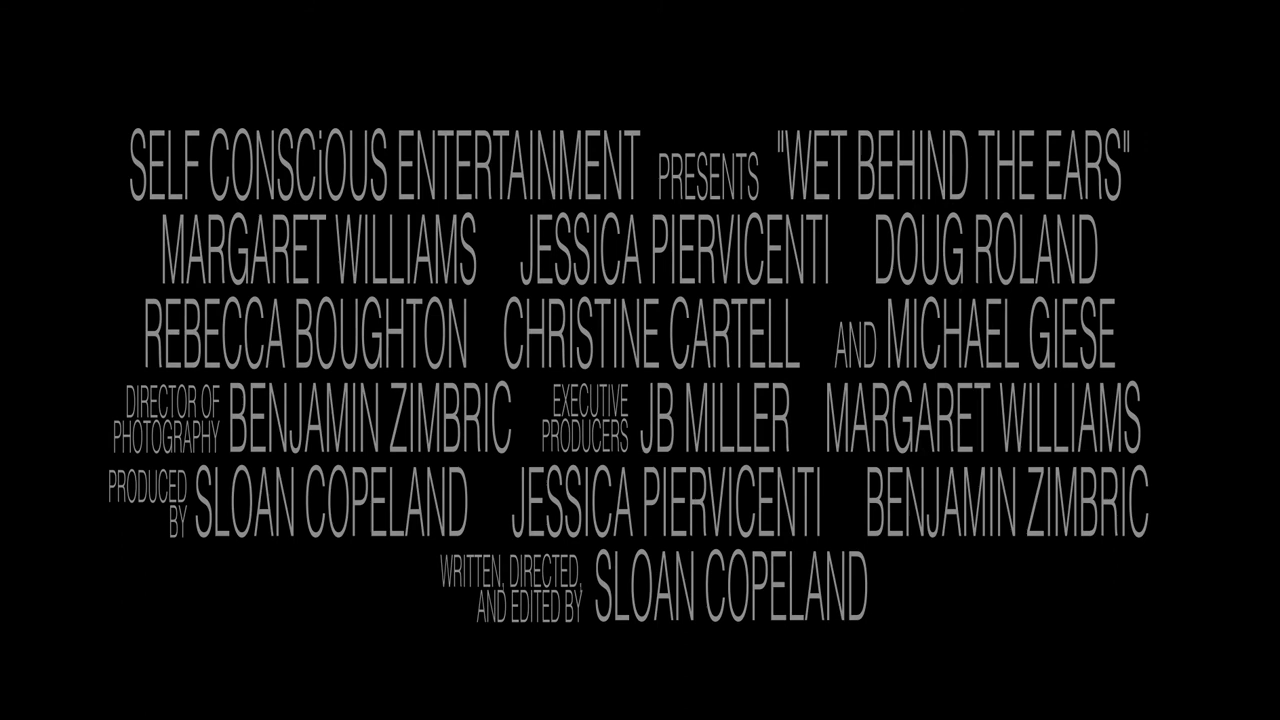 SELF CONSCiOUS ENTERTAINMENT PRESENTS "WET BEHIND THE EARS"
MARGARET WILLIAMS JESSICA PIERVICENTI DOUG ROLAND
REBECCA BOUGHTON CHRISTINE CARTELL AND MICHAEL GIESE
DIRECTOR OF PHOTOGRAPHY BENJAMIN ZIMBRIC EXECUTIVE PRODUCERS JB MILLER MARGARET WILLIAMS
PRODUCED BY SLOAN COPELAND JESSICA PIERVICENTI BENJAMIN ZIMBRIC
WRITTEN, DIRECTED, AND EDITED BY SLOAN COPELAND